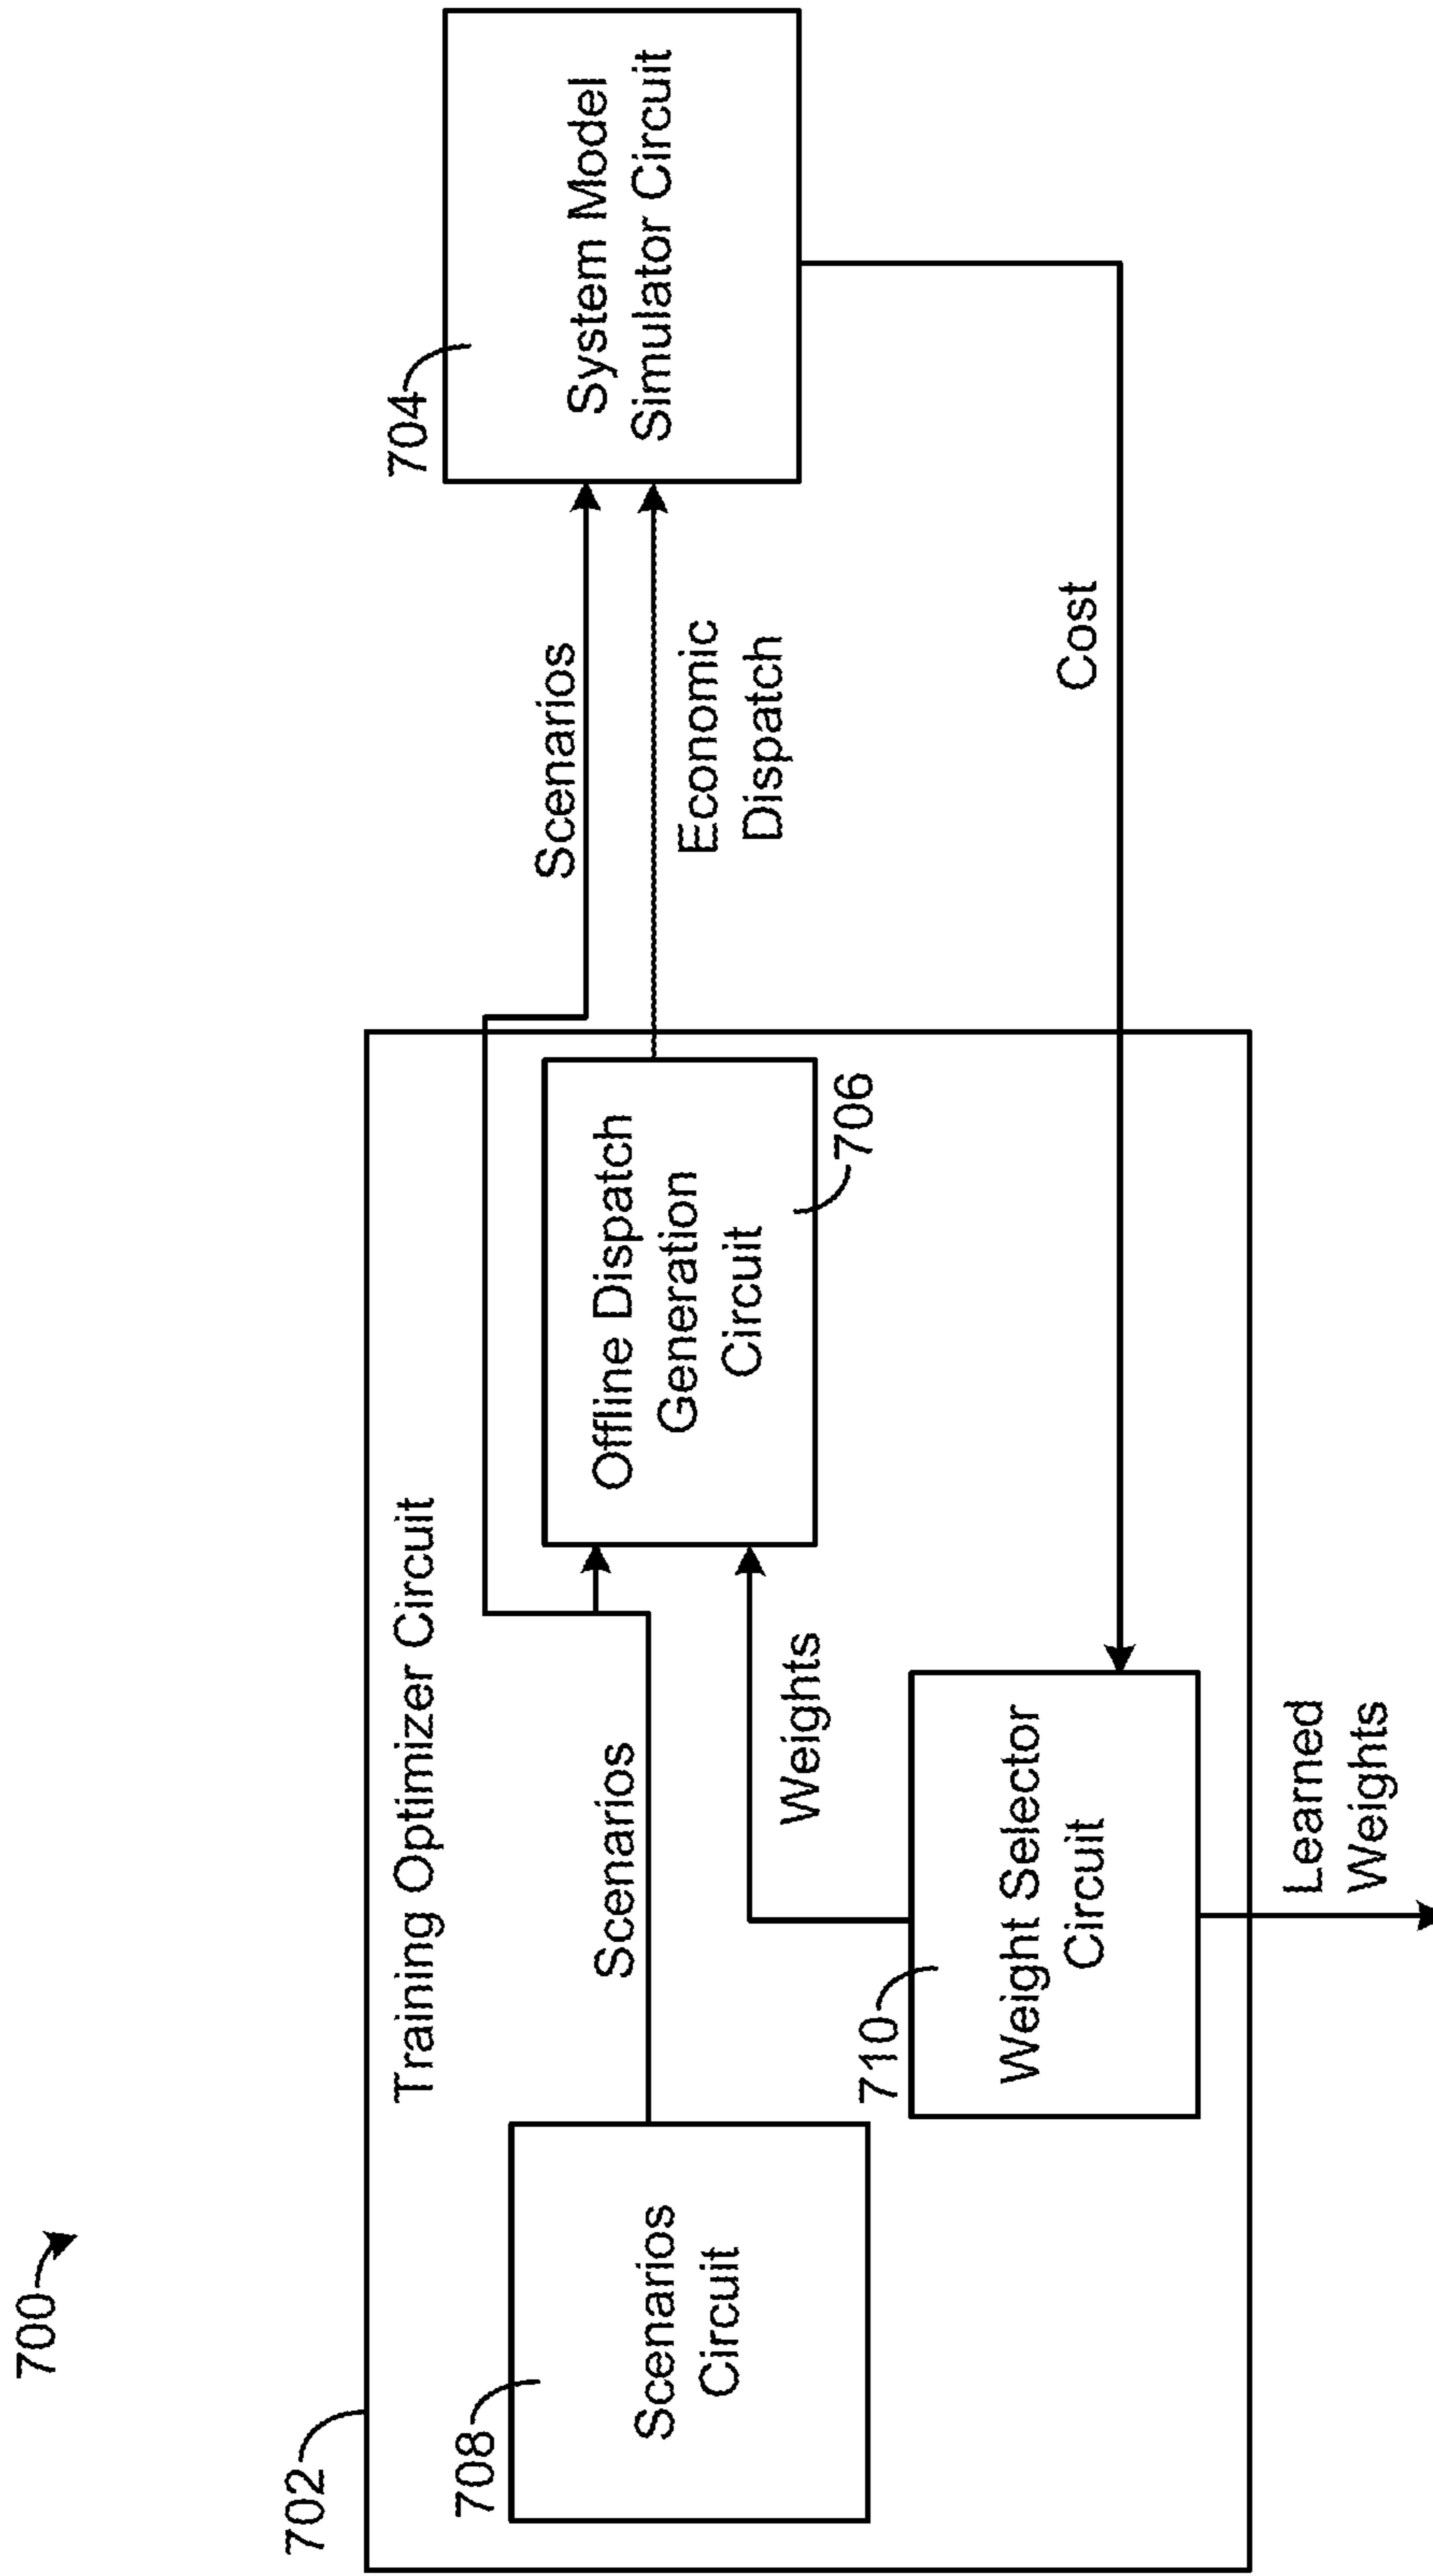 700
702
Training Optimizer Circuit
708
Scenarios
Circuit
Scenarios
Offline Dispatch
Generation
Circuit
706
Weights
710
Weight Selector
Circuit
Learned
Weights
Scenarios
Economic
Dispatch
704
System Model
Simulator Circuit
Cost